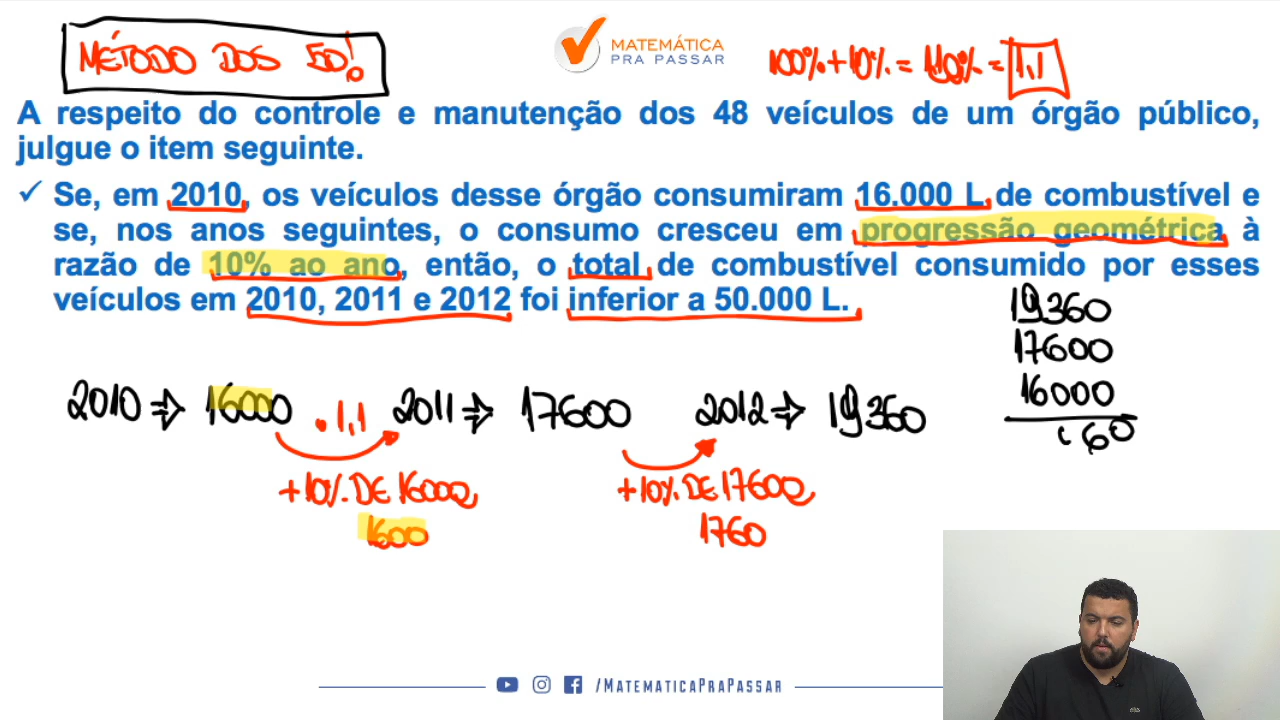 MÉTODO DOS
MATEMÁTICA
PRA PASSAR
100%+10% = 110% = 1,1
A respeito do controle e manutenção dos 48 veículos de um órgão público,
julgue o item seguinte.
✓ Se, em 2010, os veículos desse órgão consumiram 16.000 L de combustível e
se, nos anos seguintes, o consumo cresceu em progressão geométrica à
razão de 10% ao ano, então, o total de combustível consumido por esses
veículos em 2010, 2011 e 2012 foi inferior a 50.000 L.
19360
17600
16000
60
2010 ⇒ 16000 .1,1 2011 ⇒ 17600 2012 ⇒ 19360
+10% DE 16000 +10% DE 17600
1600 1760
/MATEMATICAPRAPASSAR